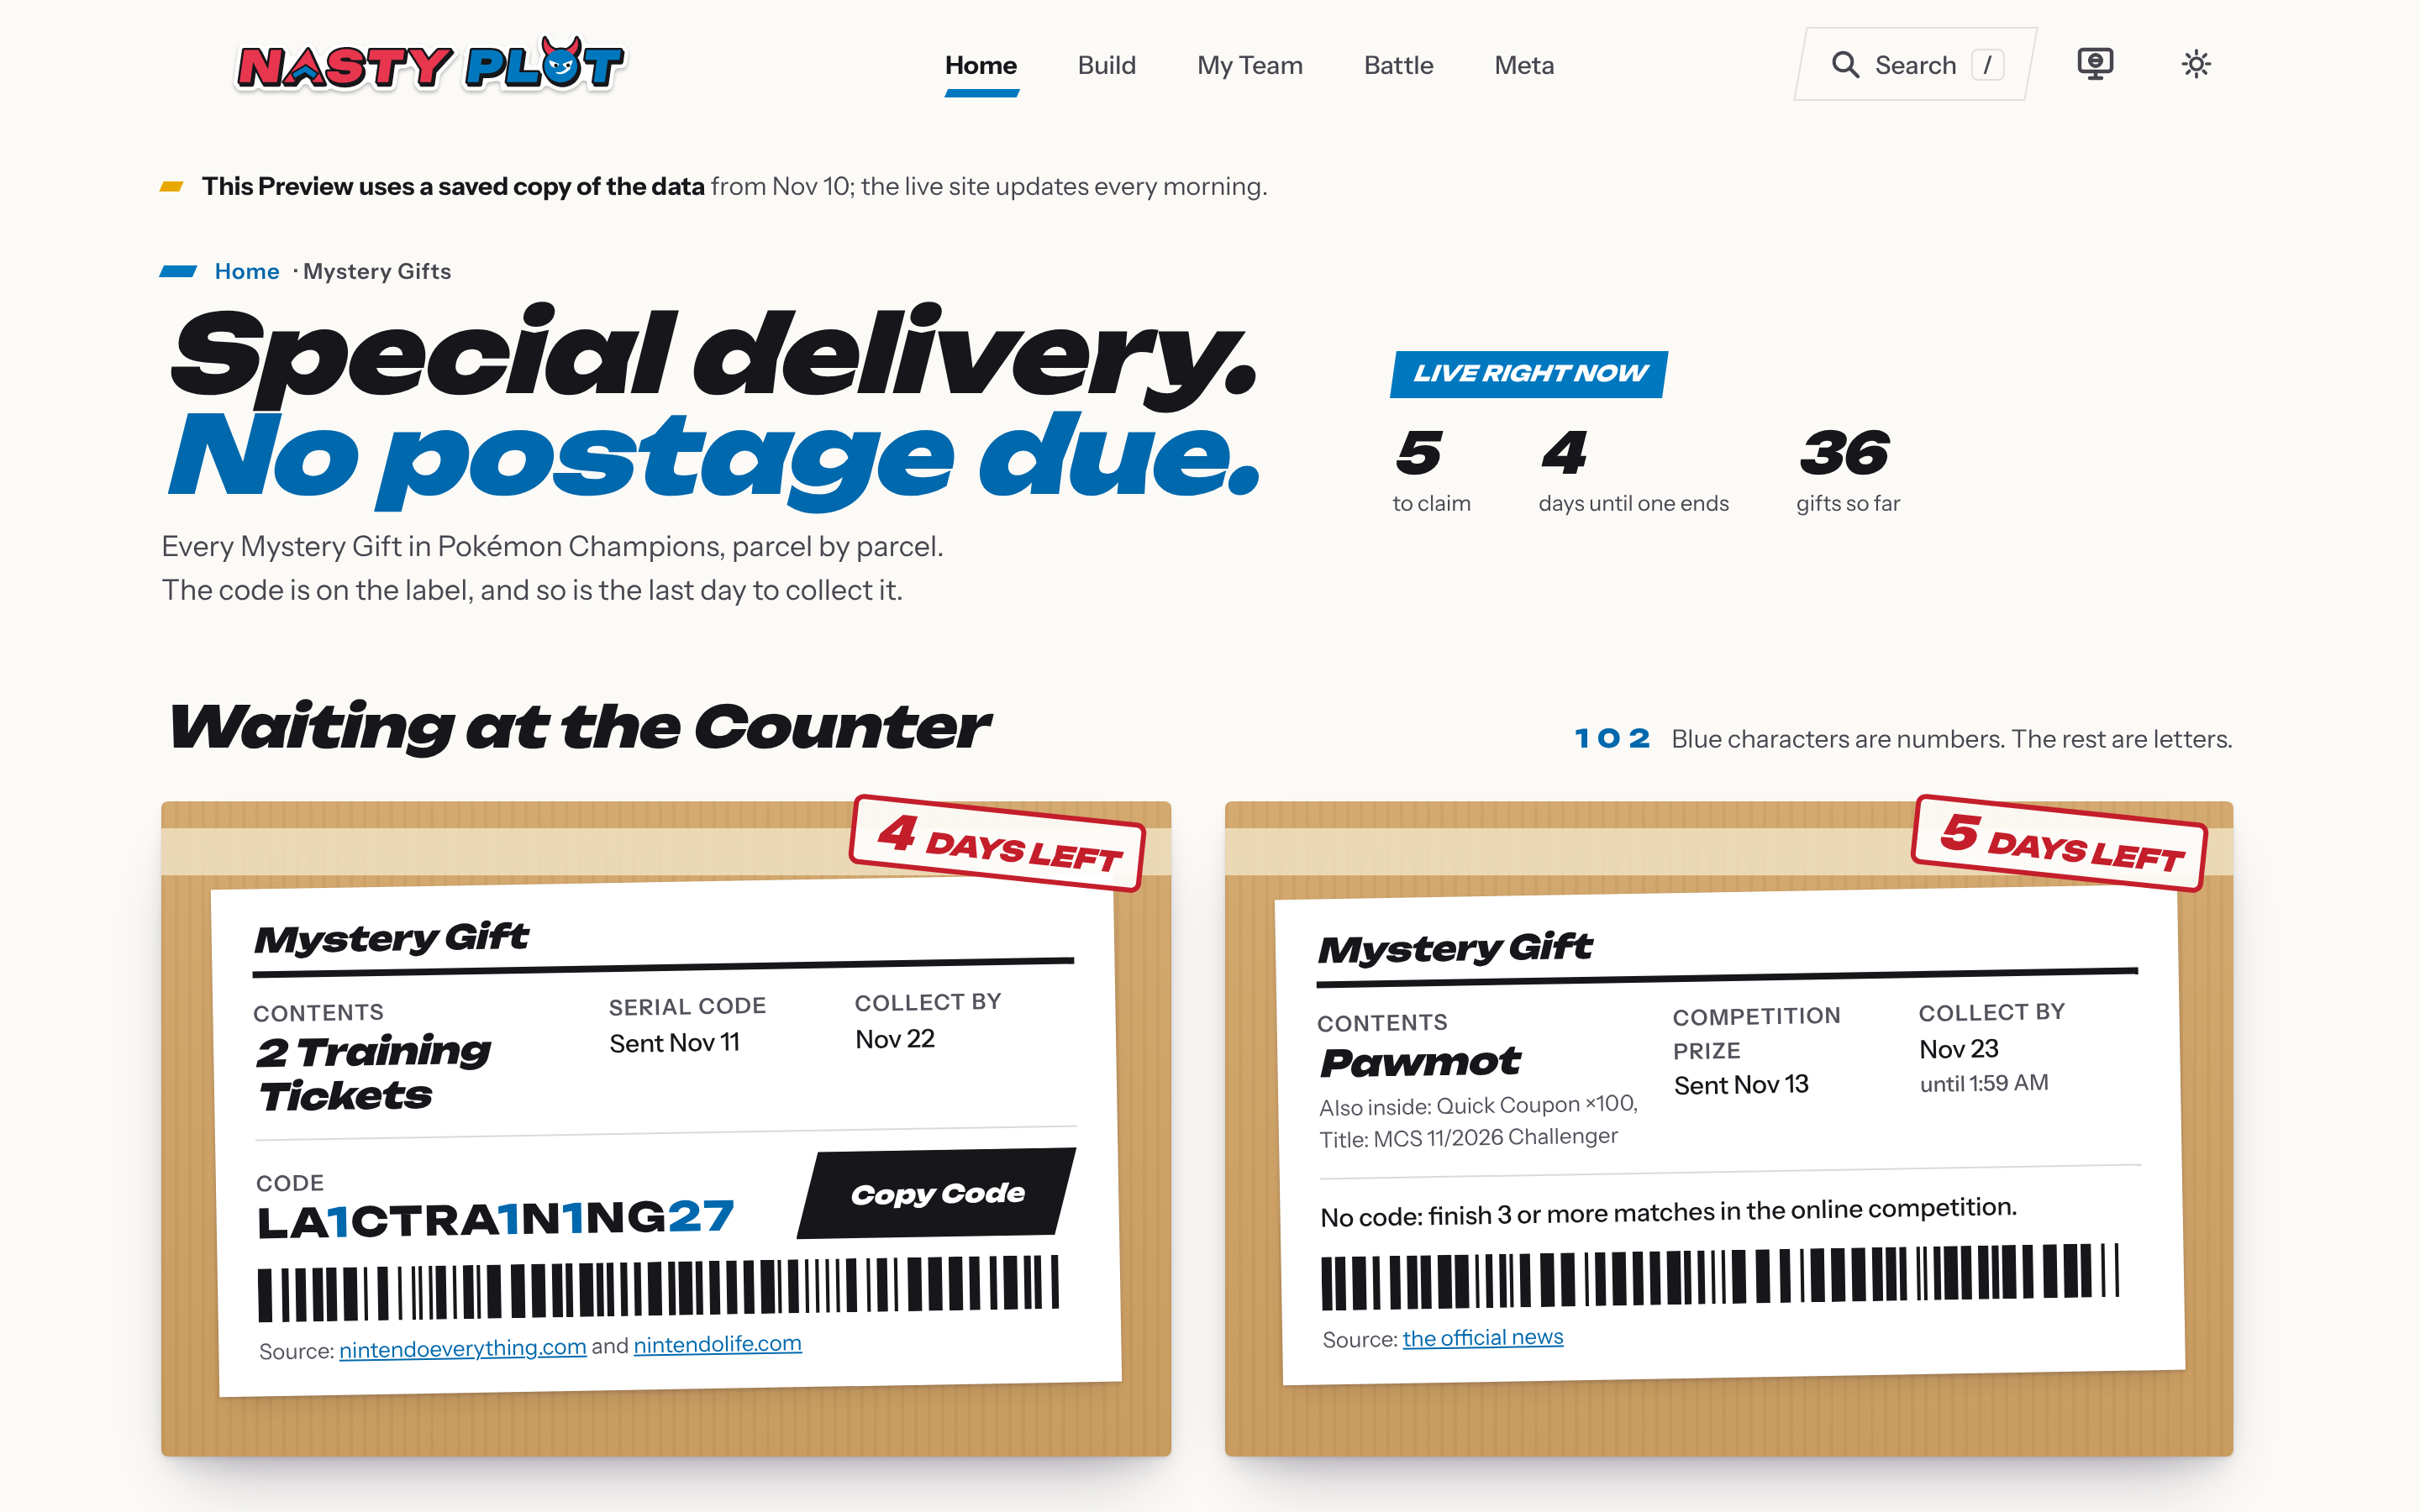 NASTY PLOT
Home
Build
My Team
Battle
Meta
Search /
This Preview uses a saved copy of the data from Nov 10; the live site updates every morning.
Home · Mystery Gifts
Special delivery.
No postage due.
Every Mystery Gift in Pokémon Champions, parcel by parcel.
The code is on the label, and so is the last day to collect it.
LIVE RIGHT NOW
5
to claim
4
days until one ends
36
gifts so far
Waiting at the Counter
102 Blue characters are numbers. The rest are letters.
4 DAYS LEFT
Mystery Gift
CONTENTS
2 Training
Tickets
SERIAL CODE
Sent Nov 11
COLLECT BY
Nov 22
CODE
LA1CTRA1N1NG27
Copy Code
Source: nintendoeverything.com and nintendolife.com
5 DAYS LEFT
Mystery Gift
CONTENTS
Pawmot
Also inside: Quick Coupon ×100,
Title: MCS 11/2026 Challenger
COMPETITION
PRIZE
Sent Nov 13
COLLECT BY
Nov 23
until 1:59 AM
No code: finish 3 or more matches in the online competition.
Source: the official news